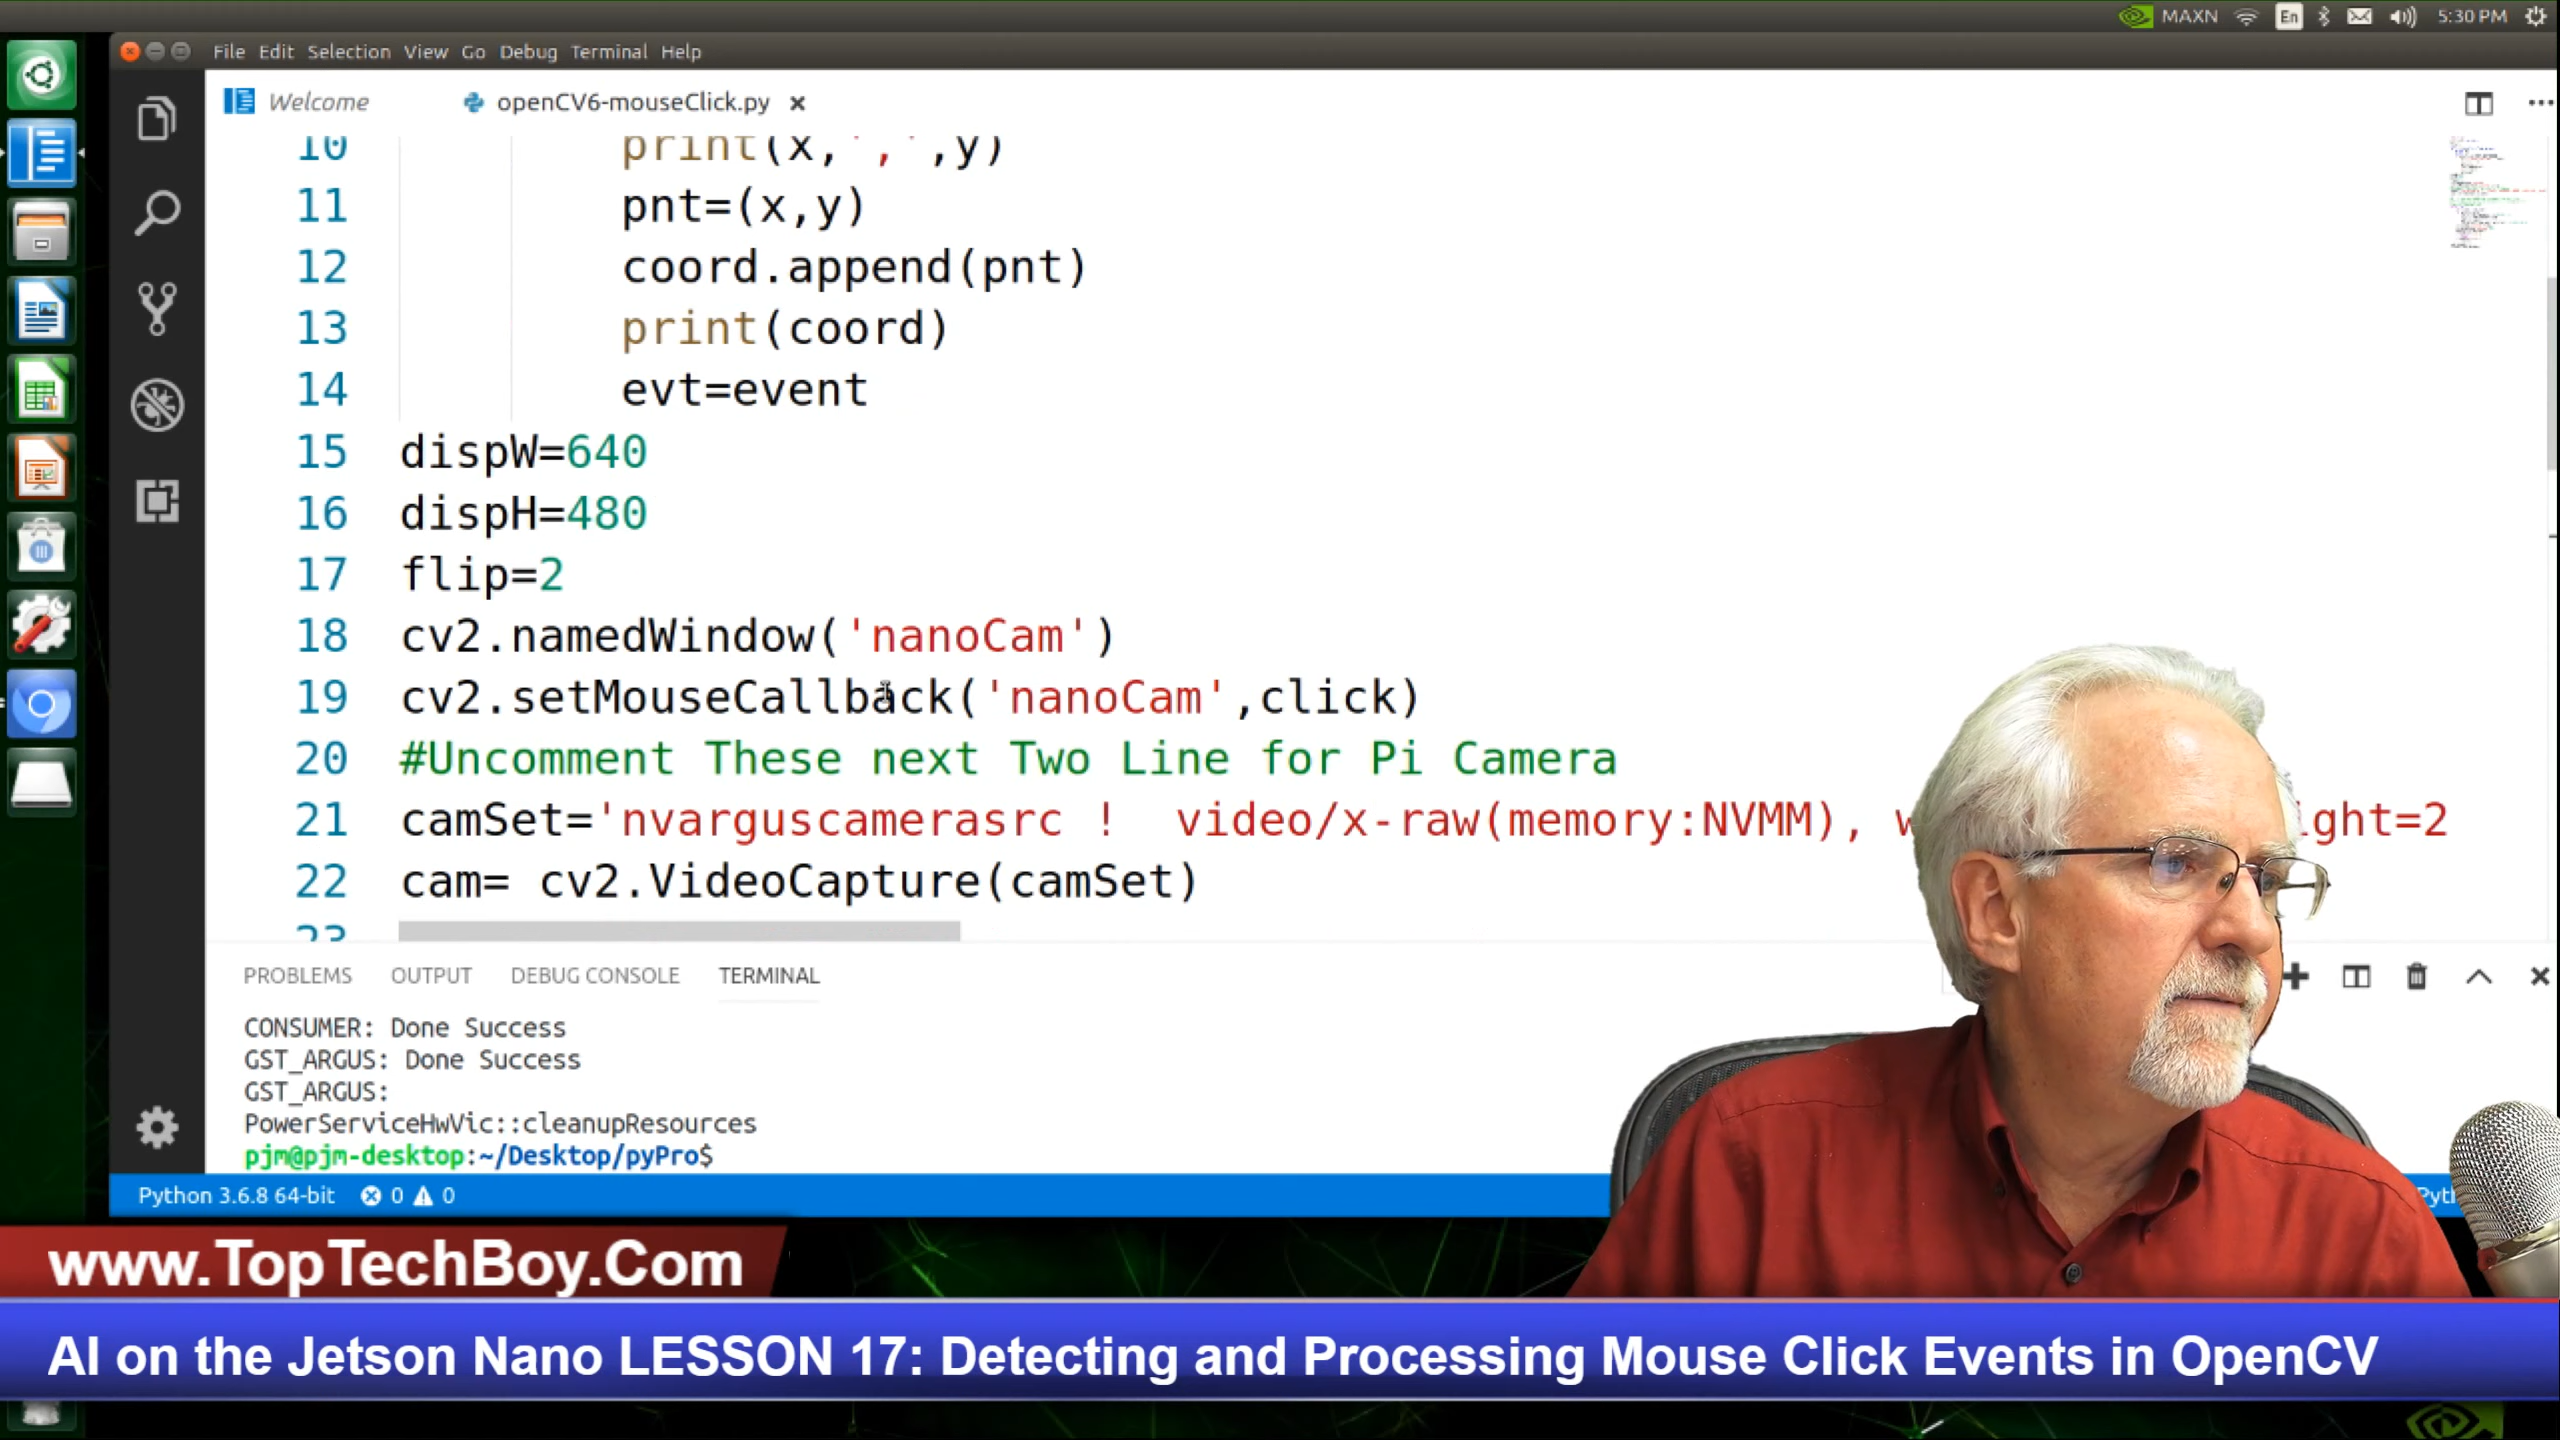 MAXN En 5:30 PM
File Edit Selection View Go Debug Terminal Help
Welcome openCV6-mouseClick.py
10 print(x,',',y)
11 pnt=(x,y)
12 coord.append(pnt)
13 print(coord)
14 evt=event
15 dispW=640
16 dispH=480
17 flip=2
18 cv2.namedWindow('nanoCam')
19 cv2.setMouseCallback('nanoCam',click)
20 #Uncomment These next Two Line for Pi Camera
21 camSet='nvarguscamerasrc ! video/x-raw(memory:NVMM), ight=2
22 cam= cv2.VideoCapture(camSet)
23
PROBLEMS OUTPUT DEBUG CONSOLE TERMINAL
CONSUMER: Done Success
GST_ARGUS: Done Success
GST_ARGUS:
PowerServiceHwVic::cleanupResources
pjm@pjm-desktop:~/Desktop/pyPro$
Python 3.6.8 64-bit 0 0
www.TopTechBoy.Com
AI on the Jetson Nano LESSON 17: Detecting and Processing Mouse Click Events in OpenCV